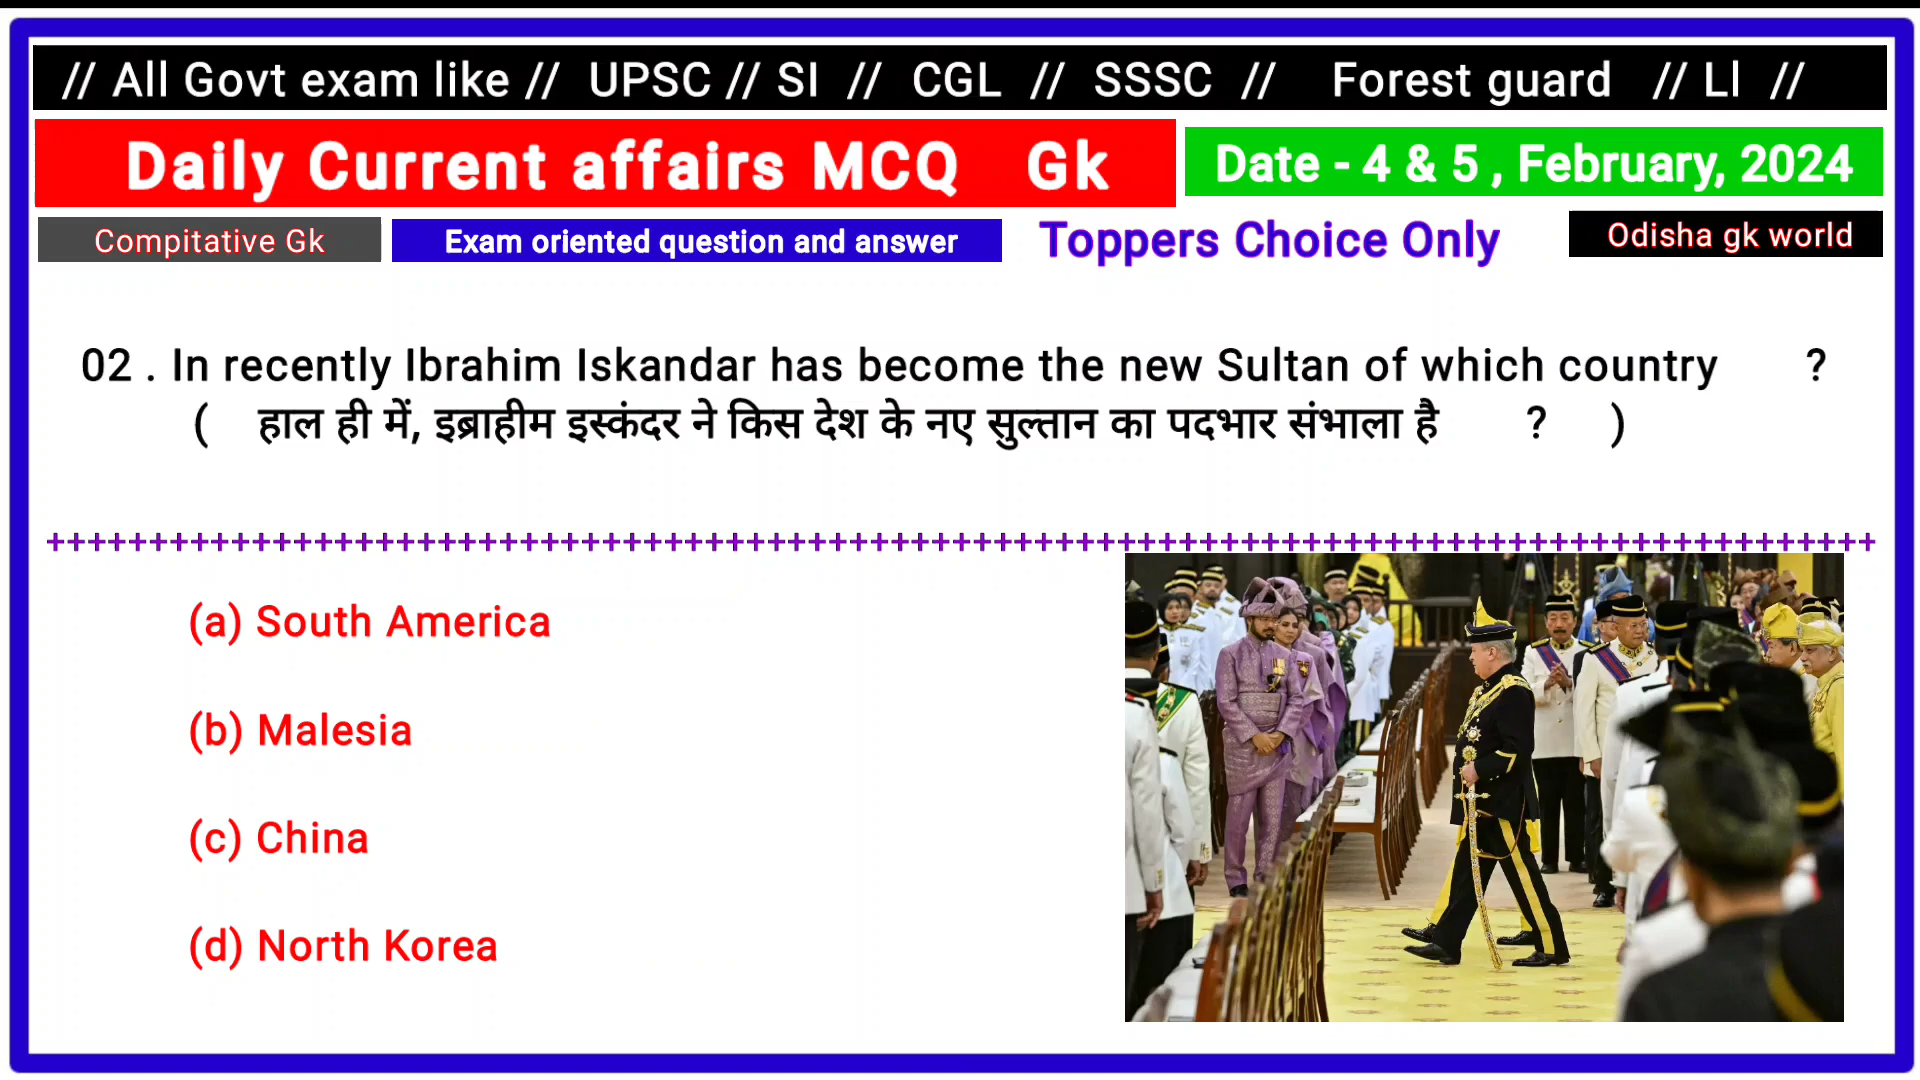 // All Govt exam like // UPSC // SI // CGL // SSSC // Forest guard // Ll //
Daily Current affairs MCQ Gk
Date - 4 & 5 , February, 2024
Compitative Gk
Exam oriented question and answer
Toppers Choice Only
Odisha gk world
02 . In recently Ibrahim Iskandar has become the new Sultan of which country ?
( हाल ही में, इब्राहीम इस्कंदर ने किस देश के नए सुल्तान का पदभार संभाला है ? )
+++++++++++++++++++++++++++++++++++++++++++++++++++++++++++++++++++++++++++++++++++++++++
(a) South America
(b) Malesia
(c) China
(d) North Korea